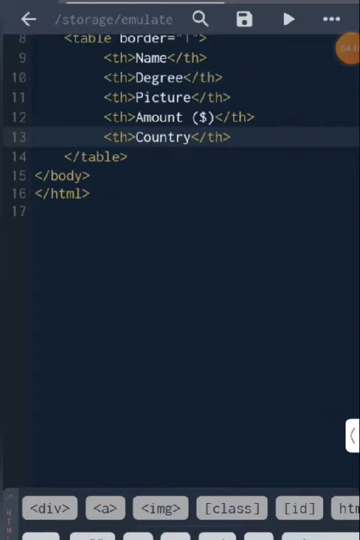 /storage/emulate
8 <table border="1">
9 <th>Name</th>
10 <th>Degree</th>
11 <th>Picture</th>
12 <th>Amount ($)</th>
13 <th>Country</th>
14 </table>
15 </body>
16 </html>
17
<div> <a> <img> [class] [id]